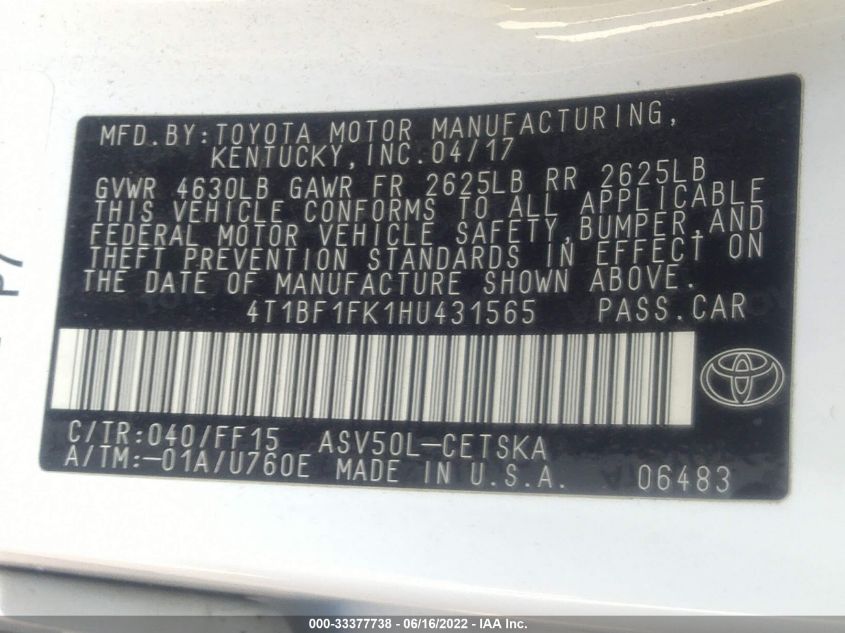 MFD.BY:TOYOTA MOTOR MANUFACTURING,
KENTUCKY,INC.04/17
GVWR 4630LB GAWR FR 2625LB RR 2625LB
THIS VEHICLE CONFORMS TO ALL APPLICABLE
FEDERAL MOTOR VEHICLE SAFETY,BUMPER,AND
THEFT PREVENTION STANDARDS IN EFFECT ON
THE DATE OF MANUFACTURE SHOWN ABOVE.
4T1BF1FK1HU431565 PASS.CAR
C/TR:040/FF15 ASV50L-CETSKA
A/TM:-01A/U760E MADE IN U.S.A. 06483
000-33377738 - 06/16/2022 - IAA Inc.